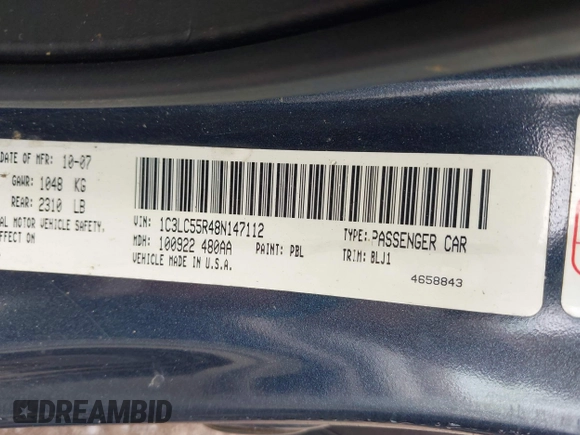 DATE OF MFR: 10-07
GAWR: 1048 KG
REAR: 2310 LB
MOTOR VEHICLE SAFETY,
EFFECT ON
VIN: 1C3LC55R48N147112
MDH: 100922 480AA PAINT: PBL
VEHICLE MADE IN U.S.A.
TYPE: PASSENGER CAR
TRIM: BLJ1
4658843
DREAMBID